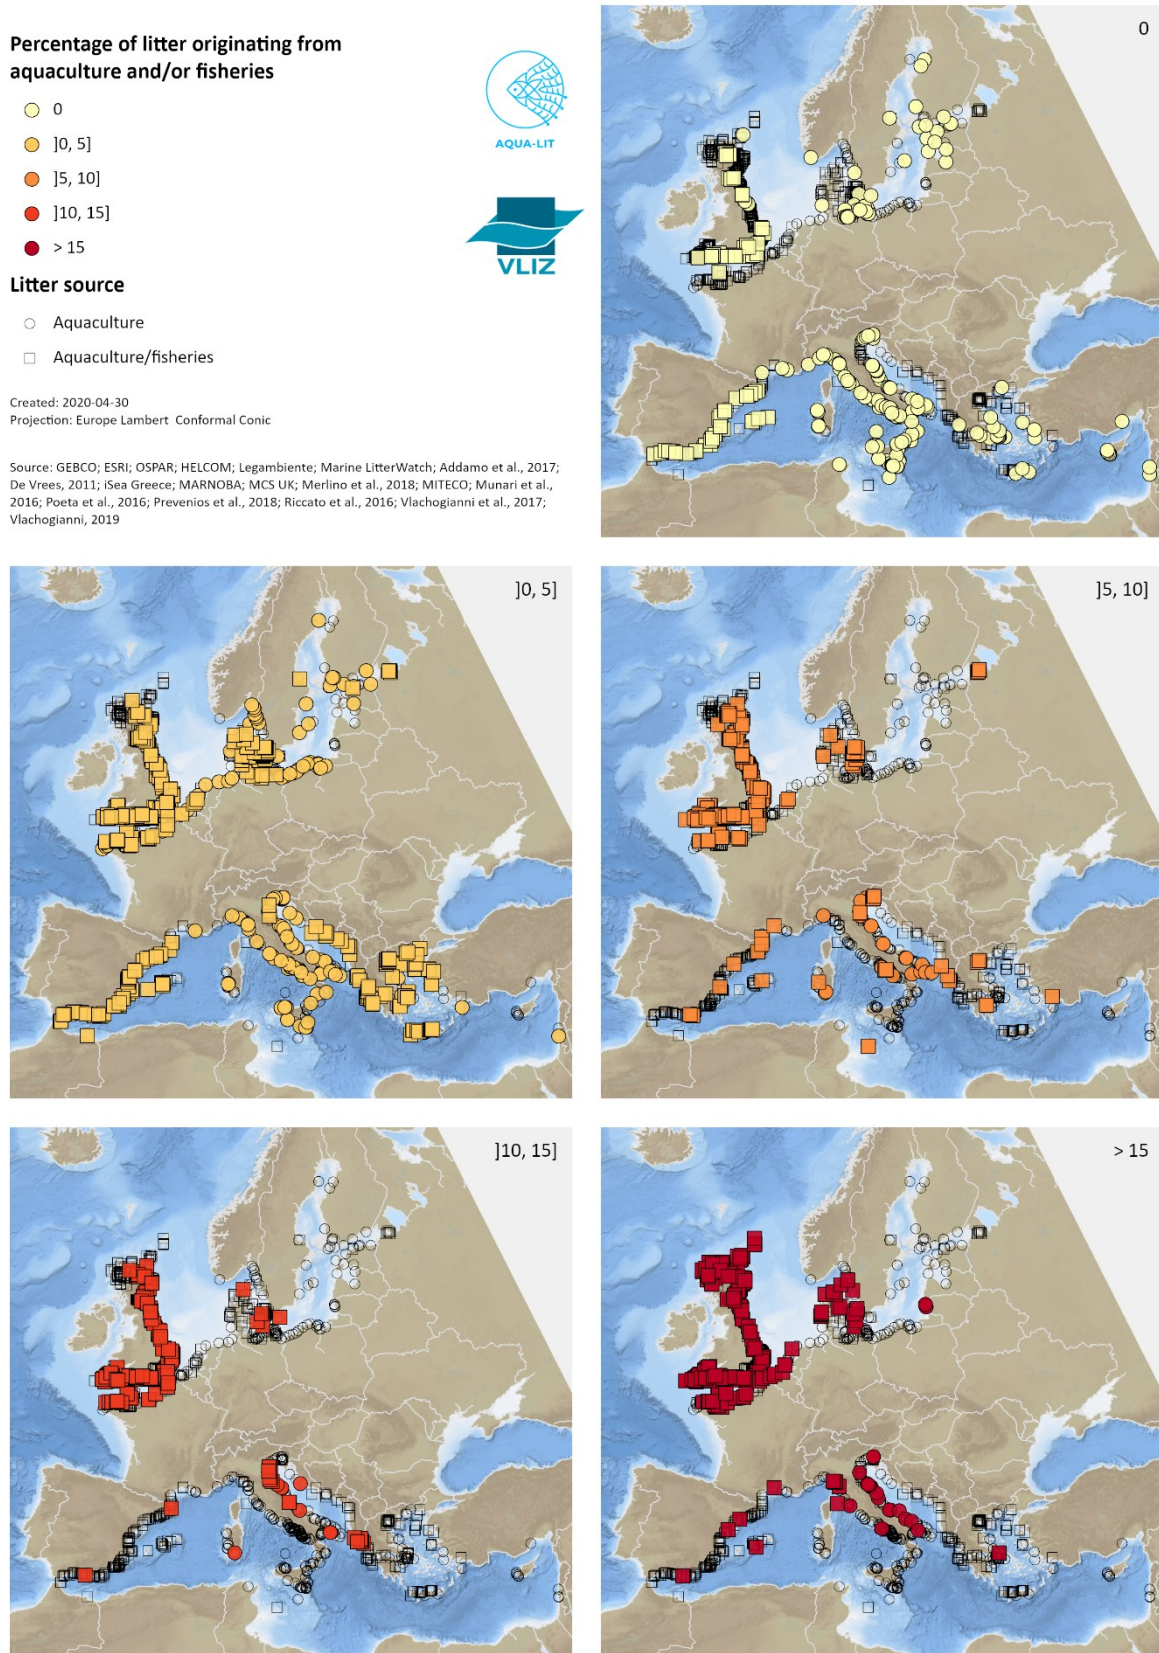 Percentage of litter originating from
aquaculture and/or fisheries
0
]0, 5]
]5, 10]
]10, 15]
> 15
Litter source
Aquaculture
Aquaculture/fisheries
Created: 2020-04-30
Projection: Europe Lambert  Conformal Conic
Source: GEBCO; ESRI; OSPAR; HELCOM; Legambiente; Marine LitterWatch; Addamo et al., 2017;
De Vrees, 2011; iSea Greece; MARNOBA; MCS UK; Merlino et al., 2018; MITECO; Munari et al.,
2016; Poeta et al., 2016; Prevenios et al., 2018; Riccato et al., 2016; Vlachogianni et al., 2017;
Vlachogianni, 2019
AQUA-LIT
VLIZ
0
]0, 5]
]5, 10]
]10, 15]
> 15